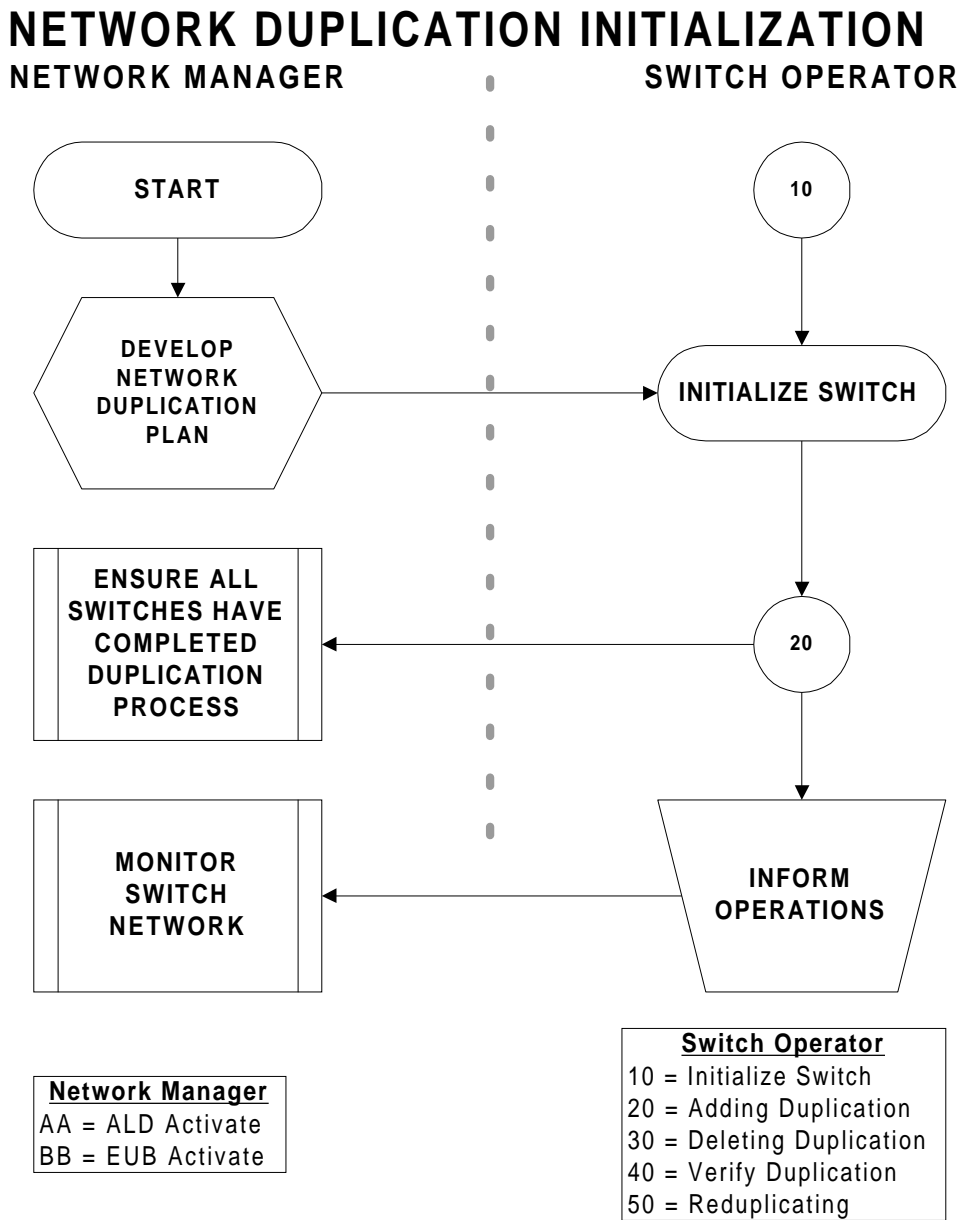 NETWORK DUPLICATION INITIALIZATION
NETWORK MANAGER
SWITCH OPERATOR
START
10
DEVELOP
NETWORK
DUPLICATION
PLAN
INITIALIZE SWITCH
ENSURE ALL
SWITCHES HAVE
COMPLETED
DUPLICATION
PROCESS
20
MONITOR
SWITCH
NETWORK
INFORM
OPERATIONS
Network Manager
AA = ALD Activate
BB = EUB Activate
Switch Operator
10 = Initialize Switch
20 = Adding Duplication
30 = Deleting Duplication
40 = Verify Duplication
50 = Reduplicating